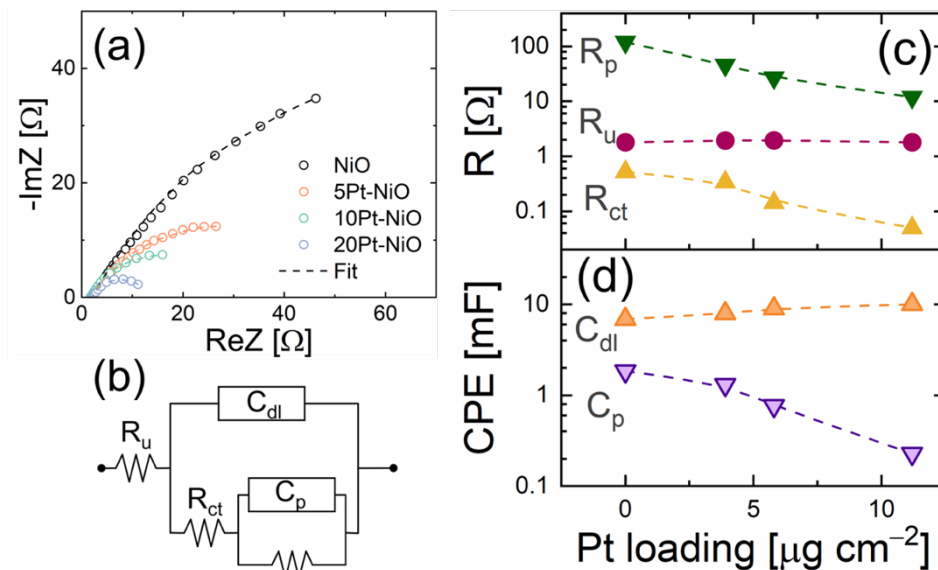 (a)
40
20
0
-ImZ [Ω]
0 20 40 60
ReZ [Ω]
NiO
5Pt-NiO
10Pt-NiO
20Pt-NiO
Fit
(b)
R_u
C_dl
R_ct
C_p
(c)
100
10
1
0.1
R [Ω]
R_p
R_u
R_ct
(d)
10
1
0.1
CPE [mF]
C_dl
C_p
0 5 10
Pt loading [μg cm⁻²]